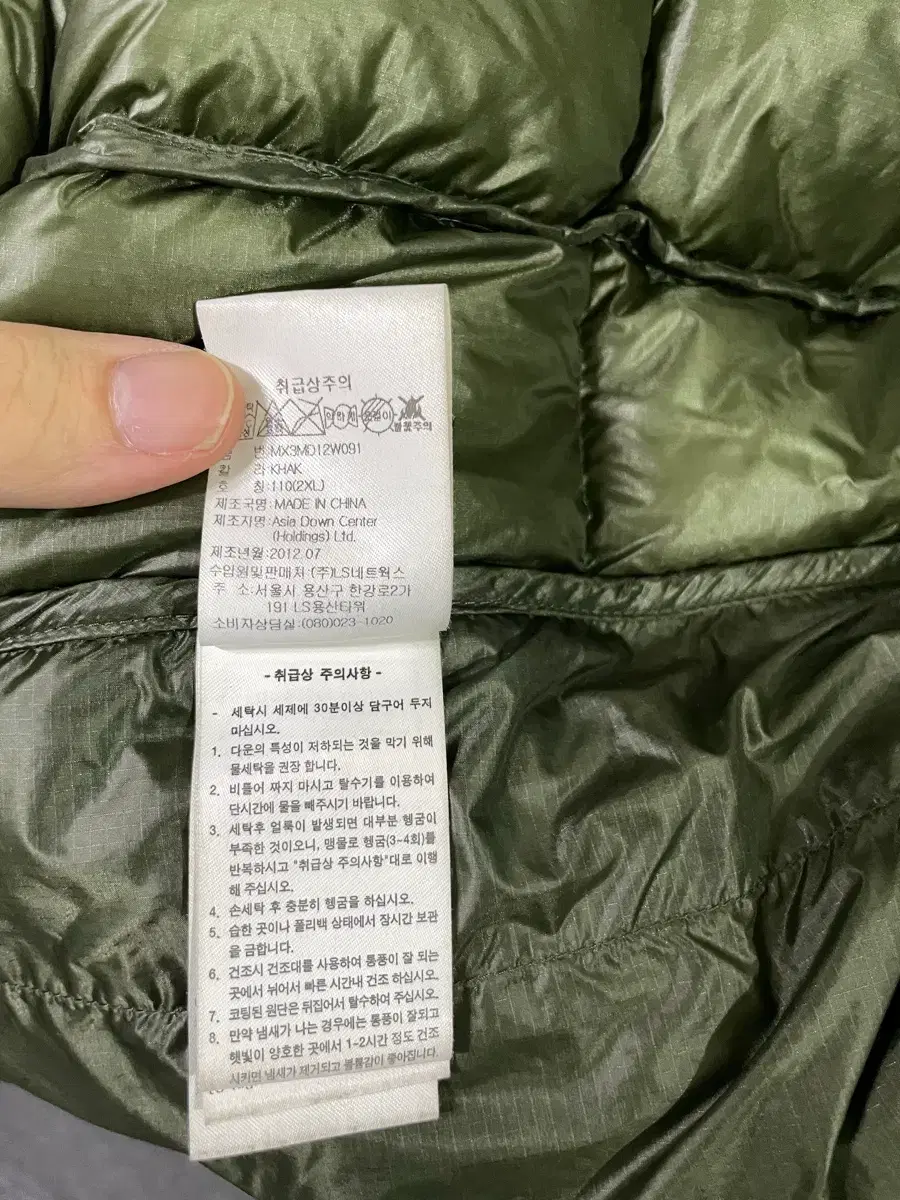 취급상주의
불꽃주의
번:MX3MD12W091
라:KHAK
호 칭:110(2XL)
제조국명:MADE IN CHINA
제조자명:Asia Down Center
(Holdings) Ltd.
제조년월:2012.07
수입원및판매처:(주)LS네트웍스
주 소:서울시 용산구 한강로2가
191 LS용산타워
소비자상담실:(080)023-1020
-취급상 주의사항-
- 세탁시 세제에 30분이상 담구어 두지
마십시오.
1. 다운의 특성이 저하되는 것을 막기 위해
물세탁을 권장 합니다.
2. 비틀어 짜지 마시고 탈수기를 이용하여
단시간에 물을 빼주시기 바랍니다.
3. 세탁후 얼룩이 발생되면 대부분 헹굼이
부족한 것이오니, 맹물로 헹굼(3~4회)를
반복하시고 "취급상 주의사항"대로 이행
해 주십시오.
4. 손세탁 후 충분히 헹굼을 하십시오.
5. 습한 곳이나 폴리백 상태에서 장시간 보관
을 금합니다.
6. 건조시 건조대를 사용하여 통풍이 잘 되는
곳에서 뉘어서 빠른 시간내 건조 하십시오.
7. 코팅된 원단은 뒤집어서 탈수하여 주십시오.
8. 만약 냄새가 나는 경우에는 통풍이 잘되고
햇빛이 양호한 곳에서 1-2시간 정도 건조
시키면 냄새가 제거되고 볼륨감이 좋아집니다.